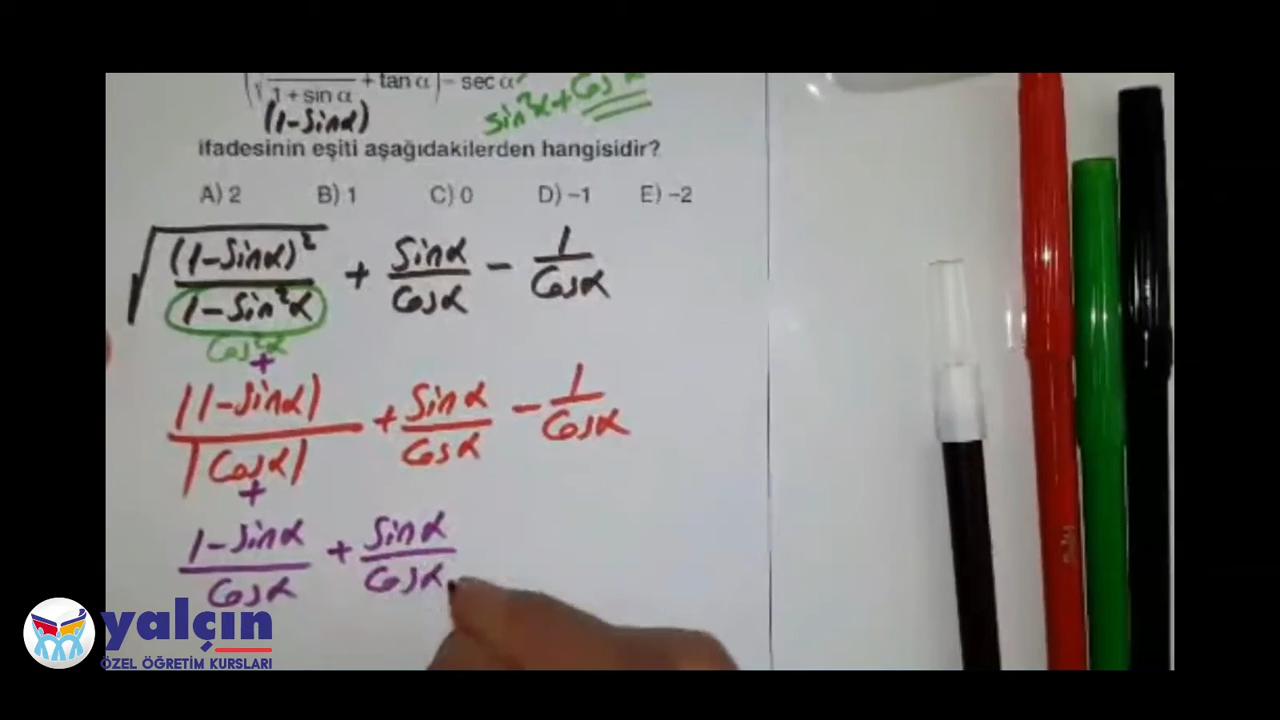 1 + sin α + tan α) − sec α
(1-Sinα) sin²α + Cos²α
ifadesinin eşiti aşağıdakilerden hangisidir?
A) 2 B) 1 C) 0 D) −1 E) −2
√((1-Sinα)² / (1-Sin²α)) + Sinα/Cosα − 1/Cosα
Cos²α
+
|1-Sinα| / |Cosα| + Sinα/Cosα − 1/Cosα
+
1-Sinα / Cosα + Sinα/Cosα
yalçın
ÖZEL ÖĞRETİM KURSLARI